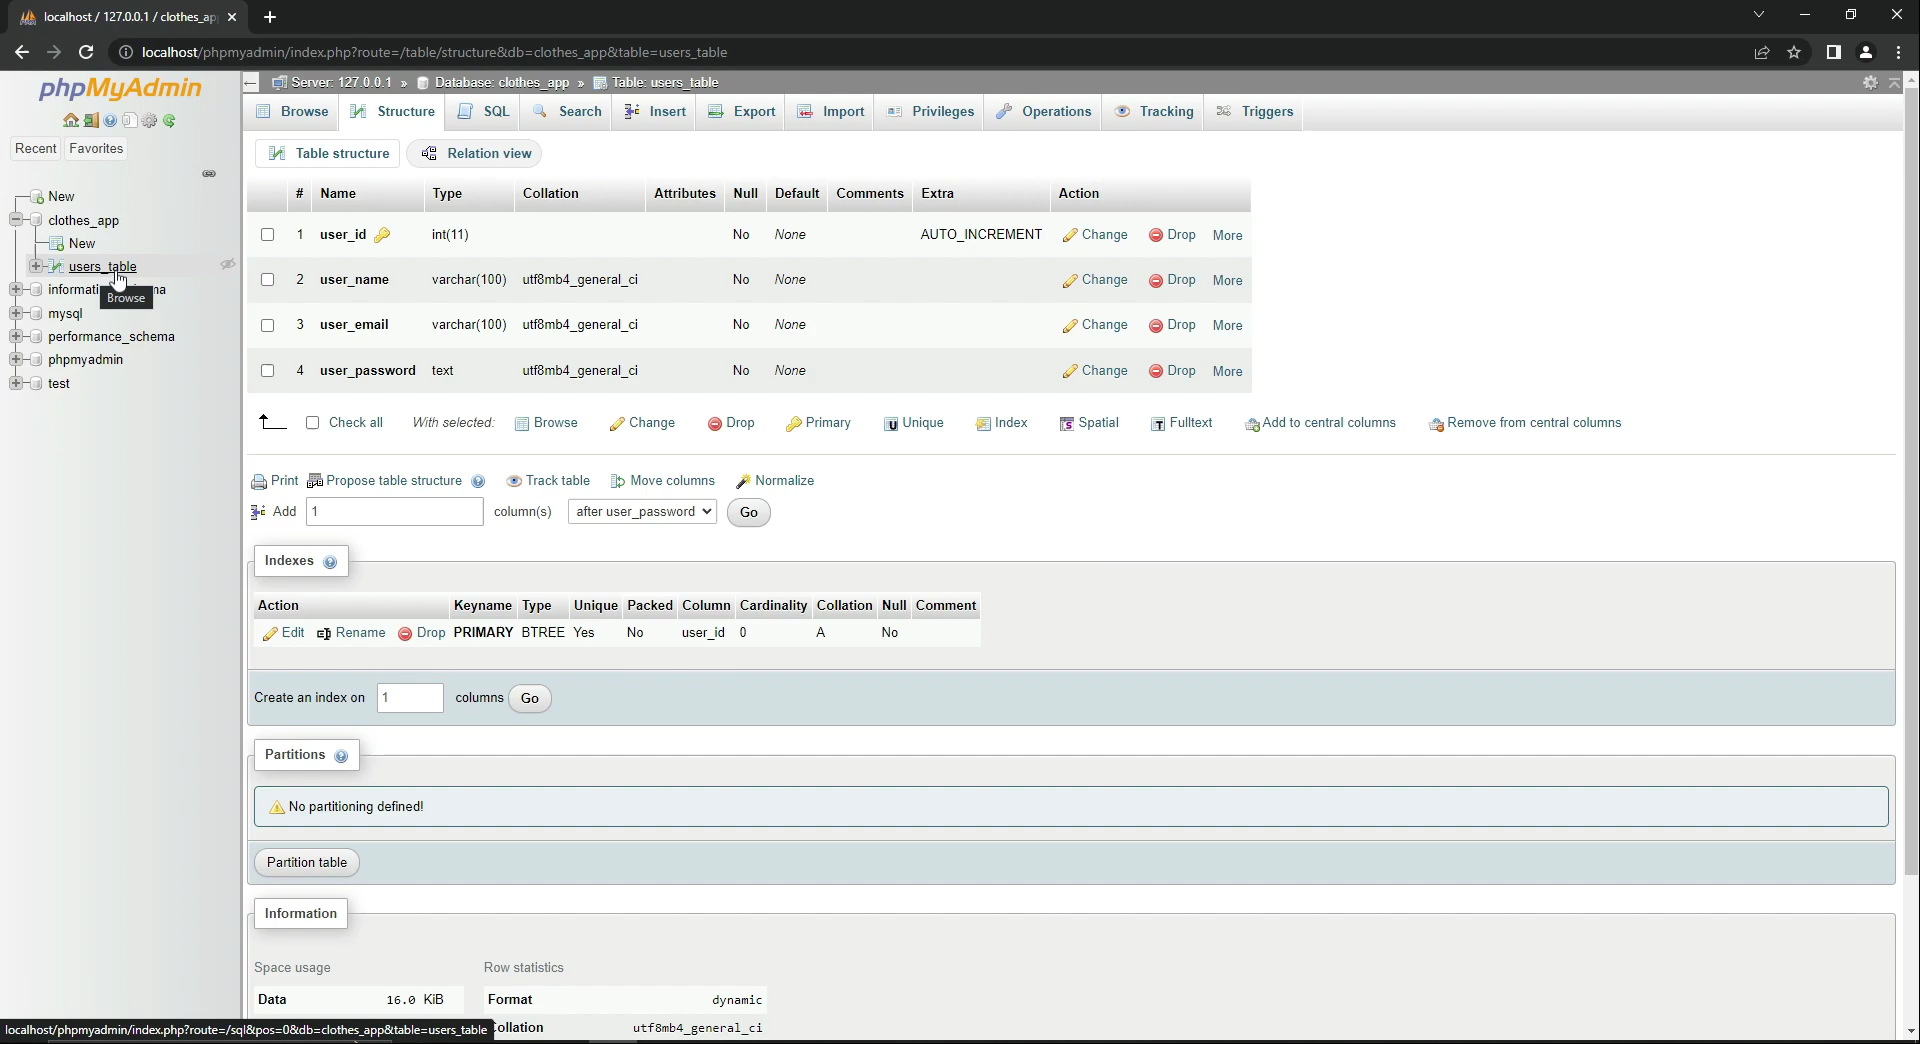 localhost / 127.0.0.1 / clothes_ap
localhost/phpmyadmin/index.php?route=/table/structure&db=clothes_app&table=users_table
phpMyAdmin
Recent Favorites
New
clothes_app
New
users_table
informati ma
Browse
mysql
performance_schema
phpmyadmin
test
Server: 127.0.0.1 » Database: clothes_app » Table: users_table
Browse Structure SQL Search Insert Export Import Privileges Operations Tracking Triggers
Table structure Relation view
# Name Type Collation Attributes Null Default Comments Extra Action
1 user_id int(11) No None AUTO_INCREMENT Change Drop More
2 user_name varchar(100) utf8mb4_general_ci No None Change Drop More
3 user_email varchar(100) utf8mb4_general_ci No None Change Drop More
4 user_password text utf8mb4_general_ci No None Change Drop More
Check all With selected: Browse Change Drop Primary Unique Index Spatial Fulltext Add to central columns Remove from central columns
Print Propose table structure Track table Move columns Normalize
Add 1 column(s) after user_password Go
Indexes
Action Keyname Type Unique Packed Column Cardinality Collation Null Comment
Edit Rename Drop PRIMARY BTREE Yes No user_id 0 A No
Create an index on 1 columns Go
Partitions
No partitioning defined!
Partition table
Information
Space usage Row statistics
Data 16.0 KiB Format dynamic
ollation utf8mb4_general_ci
localhost/phpmyadmin/index.php?route=/sql&pos=0&db=clothes_app&table=users_table